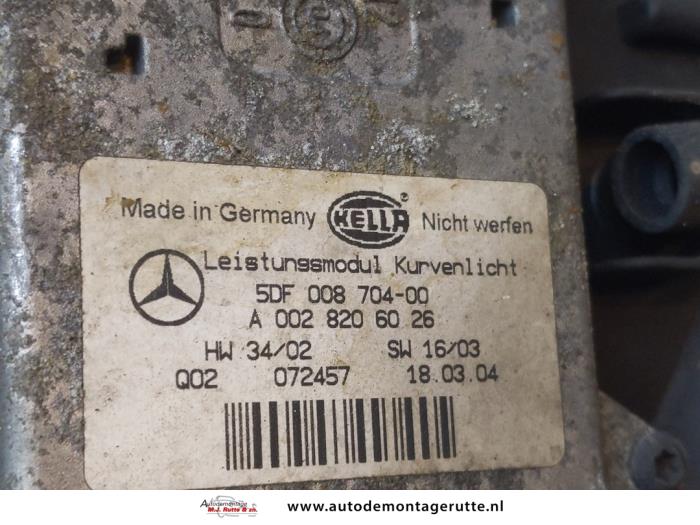 Made in Germany HELLA ® Nicht werfen
Leistungsmodul Kurvenlicht
5DF 008 704-00
A 002 820 60 26
HW 34/02 SW 16/03
Q02 072457 18.03.04
Autodemontage
M.J. Rutte & zn.
www.autodemontagerutte.nl